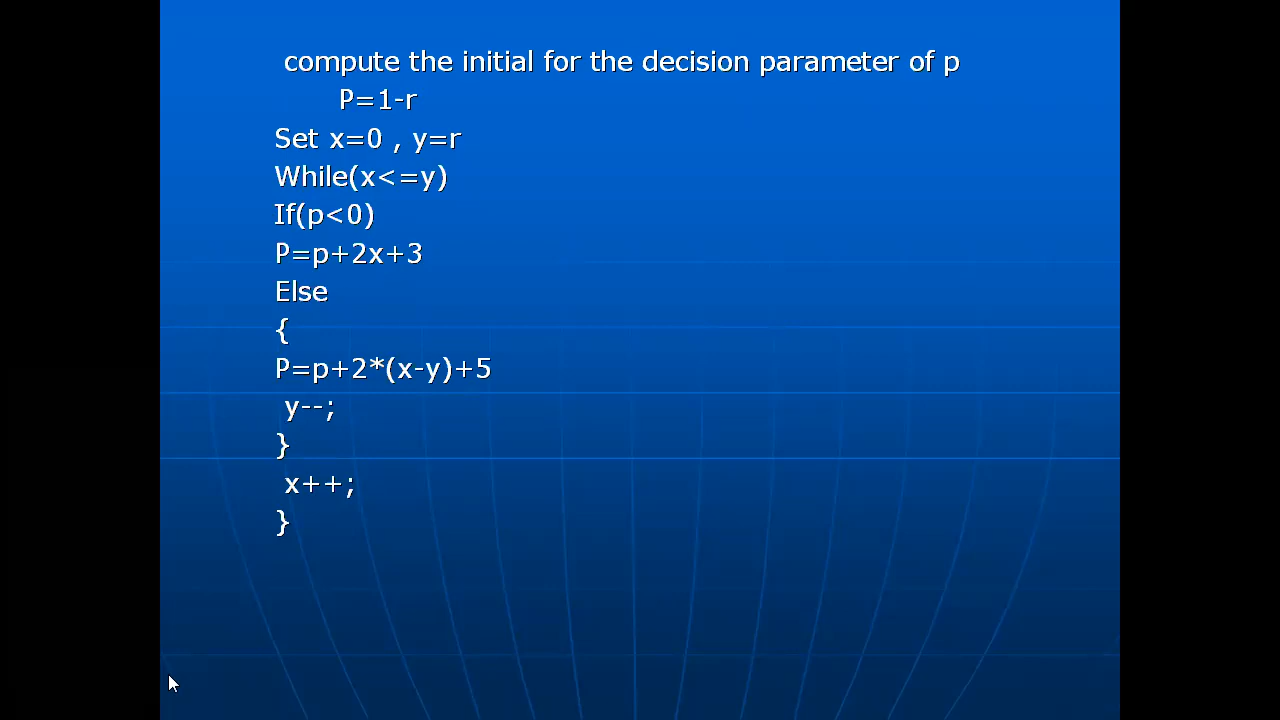 compute the initial for the decision parameter of p
P=1-r
Set x=0 , y=r
While(x<=y)
If(p<0)
P=p+2x+3
Else
{
P=p+2*(x-y)+5
y--;
}
x++;
}